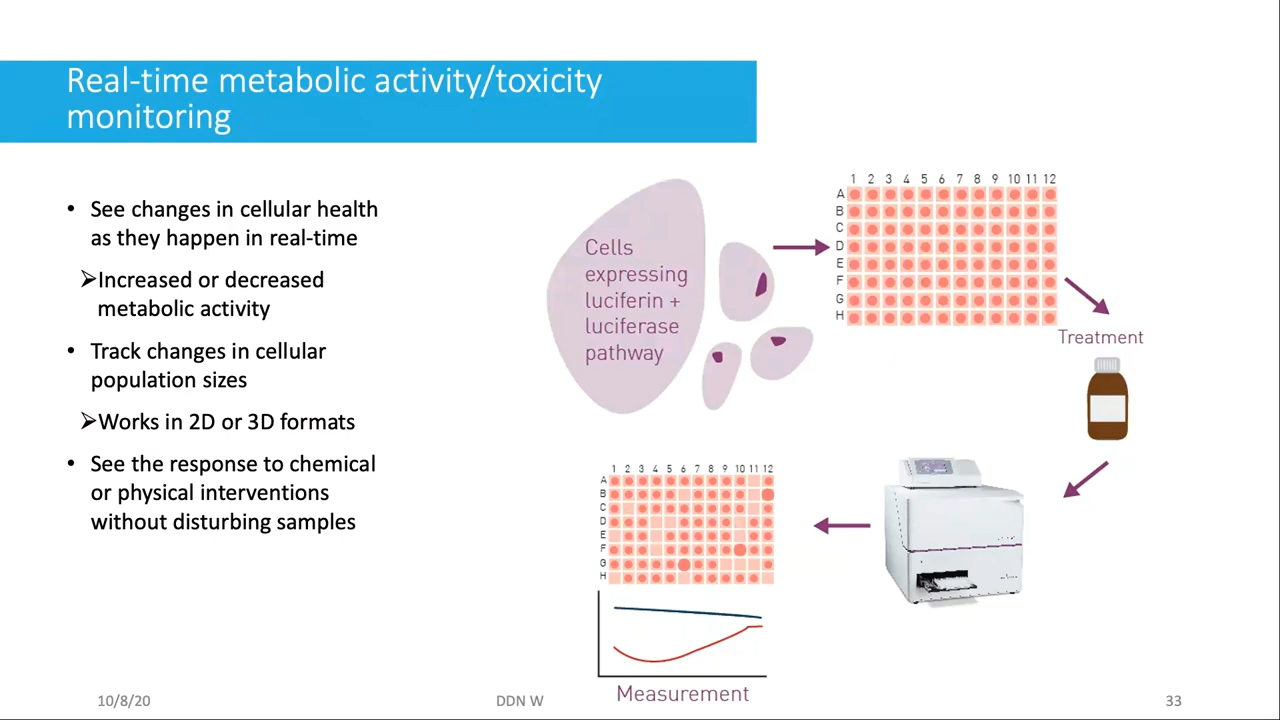 Real-time metabolic activity/toxicity
monitoring
• See changes in cellular health
as they happen in real-time
➢Increased or decreased
metabolic activity
• Track changes in cellular
population sizes
➢Works in 2D or 3D formats
• See the response to chemical
or physical interventions
without disturbing samples
Cells
expressing
luciferin +
luciferase
pathway
1 2 3 4 5 6 7 8 9 10 11 12
A
B
C
D
E
F
G
H
Treatment
1 2 3 4 5 6 7 8 9 10 11 12
A
B
C
D
E
F
G
H
Measurement
10/8/20
DDN W
33